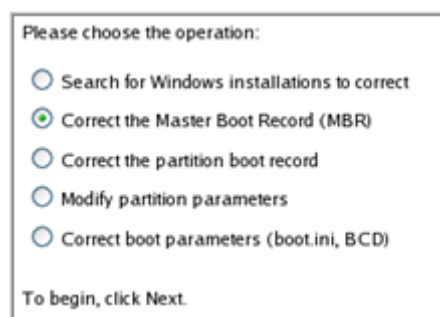 Please choose the operation:
Search for Windows installations to correct
Correct the Master Boot Record (MBR)
Correct the partition boot record
Modify partition parameters
Correct boot parameters (boot.ini, BCD)
To begin, click Next.